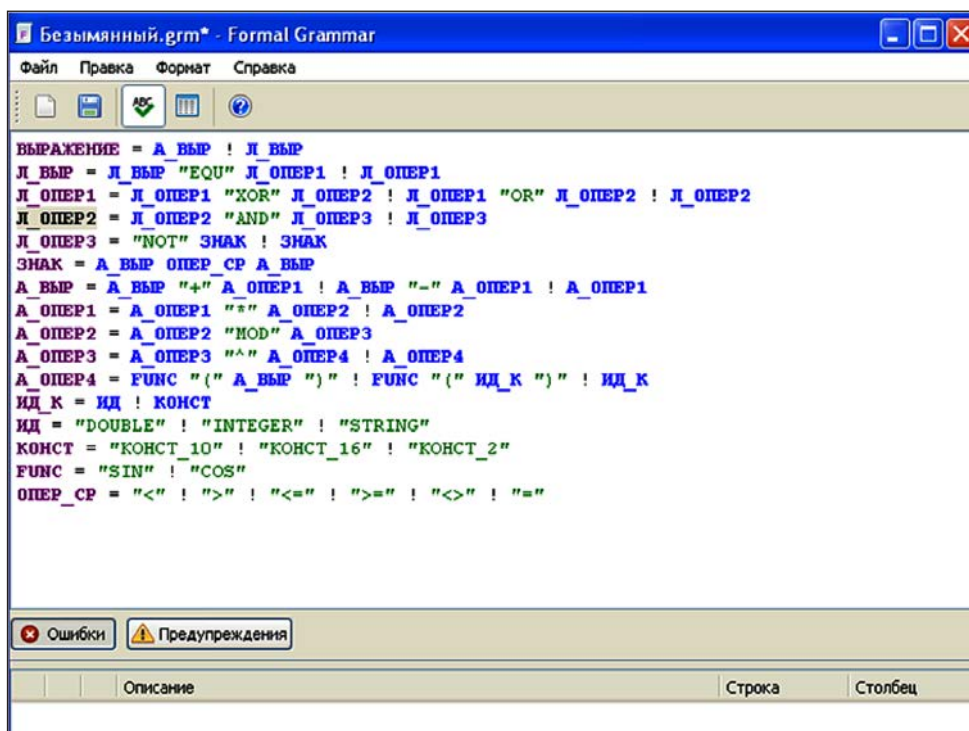 Безымянный.grm* - Formal Grammar
Файл Правка Формат Справка
ABC
ВЫРАЖЕНИЕ = А_ВЫР ! Л_ВЫР
Л_ВЫР = Л_ВЫР "EQU" Л_ОПЕР1 ! Л_ОПЕР1
Л_ОПЕР1 = Л_ОПЕР1 "XOR" Л_ОПЕР2 ! Л_ОПЕР1 "OR" Л_ОПЕР2 ! Л_ОПЕР2
Л_ОПЕР2 = Л_ОПЕР2 "AND" Л_ОПЕР3 ! Л_ОПЕР3
Л_ОПЕР3 = "NOT" ЗНАК ! ЗНАК
ЗНАК = А_ВЫР ОПЕР_СР А_ВЫР
А_ВЫР = А_ВЫР "+" А_ОПЕР1 ! А_ВЫР "-" А_ОПЕР1 ! А_ОПЕР1
А_ОПЕР1 = А_ОПЕР1 "*" А_ОПЕР2 ! А_ОПЕР2
А_ОПЕР2 = А_ОПЕР2 "MOD" А_ОПЕР3
А_ОПЕР3 = А_ОПЕР3 "^" А_ОПЕР4 ! А_ОПЕР4
А_ОПЕР4 = FUNC "(" А_ВЫР ")" ! FUNC "(" ИД_К ")" ! ИД_К
ИД_К = ИД ! КОНСТ
ИД = "DOUBLE" ! "INTEGER" ! "STRING"
КОНСТ = "КОНСТ_10" ! "КОНСТ_16" ! "КОНСТ_2"
FUNC = "SIN" ! "COS"
ОПЕР_СР = "<" ! ">" ! "<=" ! ">=" ! "<>" ! "="
Ошибки Предупреждения
Описание Строка Столбец